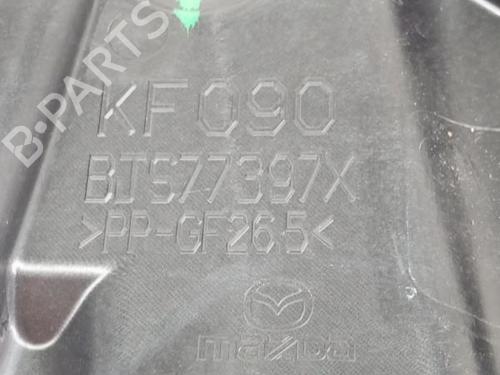 B-PARTS
KF090
BJS77397X
>PP-GF26.5<
mazda